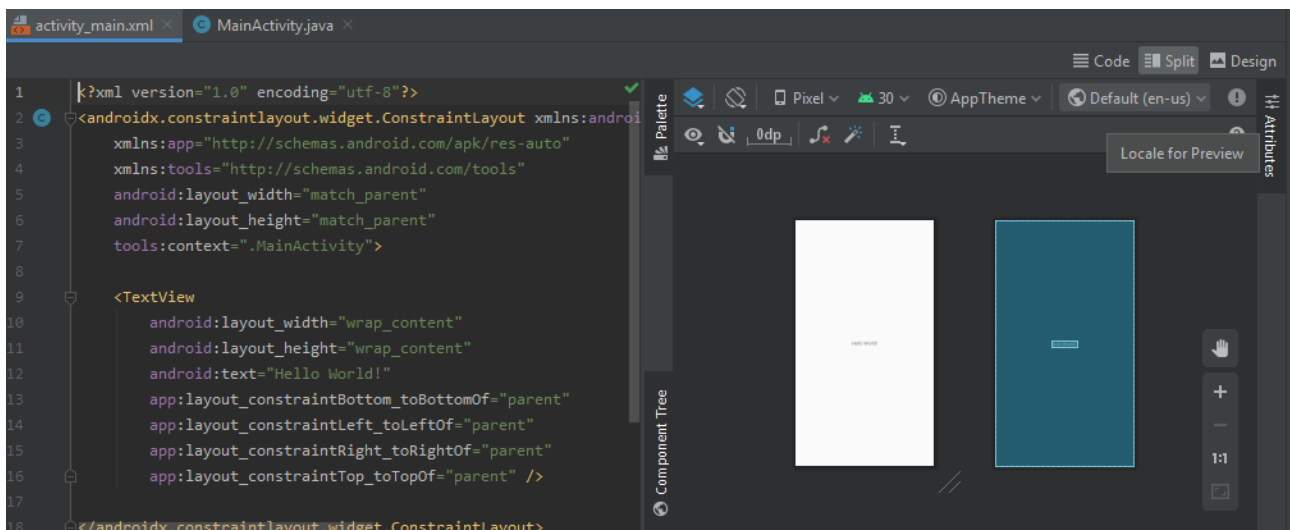 activity_main.xml MainActivity.java
Code Split Design
1 <?xml version="1.0" encoding="utf-8"?>
2 <androidx.constraintlayout.widget.ConstraintLayout xmlns:androi
3 xmlns:app="http://schemas.android.com/apk/res-auto"
4 xmlns:tools="http://schemas.android.com/tools"
5 android:layout_width="match_parent"
6 android:layout_height="match_parent"
7 tools:context=".MainActivity">
8
9 <TextView
10 android:layout_width="wrap_content"
11 android:layout_height="wrap_content"
12 android:text="Hello World!"
13 app:layout_constraintBottom_toBottomOf="parent"
14 app:layout_constraintLeft_toLeftOf="parent"
15 app:layout_constraintRight_toRightOf="parent"
16 app:layout_constraintTop_toTopOf="parent" />
17
18 </androidx.constraintlayout.widget.ConstraintLayout>
Palette
Component Tree
Pixel 30 AppTheme Default (en-us)
0dp
Locale for Preview
Hello World!
1:1
Attributes